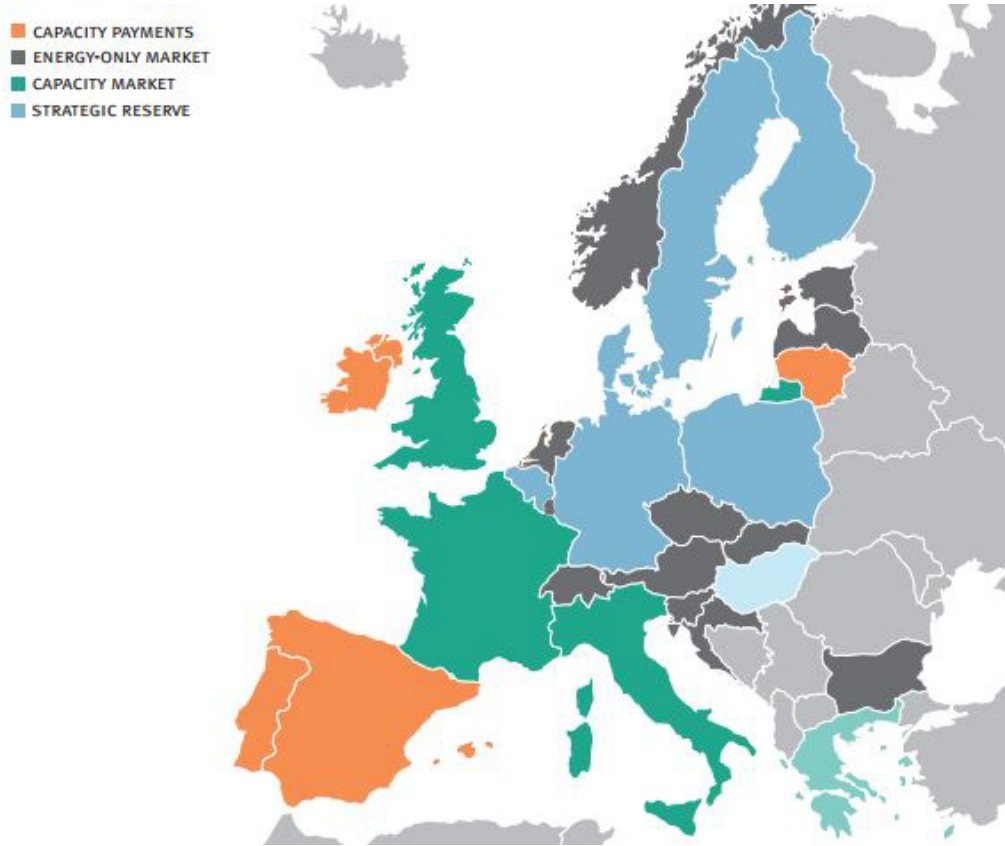 CAPACITY PAYMENTS
ENERGY-ONLY MARKET
CAPACITY MARKET
STRATEGIC RESERVE